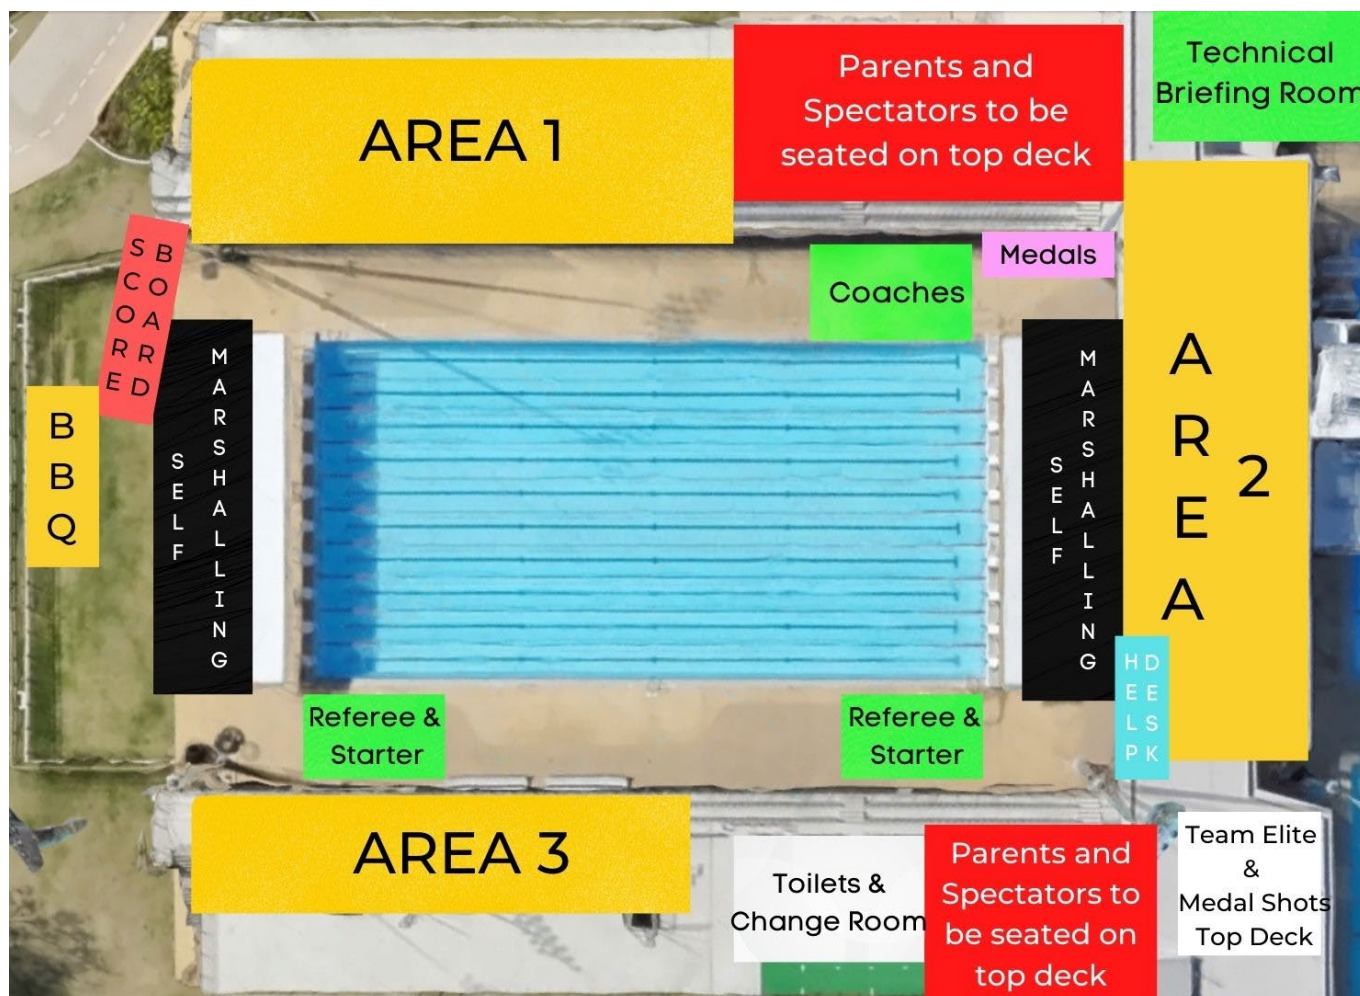 Technical
Briefing Room
Parents and
Spectators to be
seated on top deck
AREA 1
SCORE
BOARD
Medals
Coaches
SELF
MARSHALLING
SELF
MARSHALLING
AREA
2
BBQ
HELP
DESK
Referee &
Starter
Referee &
Starter
AREA 3
Toilets &
Change Room
Parents and
Spectators to
be seated on
top deck
Team Elite
&
Medal Shots
Top Deck